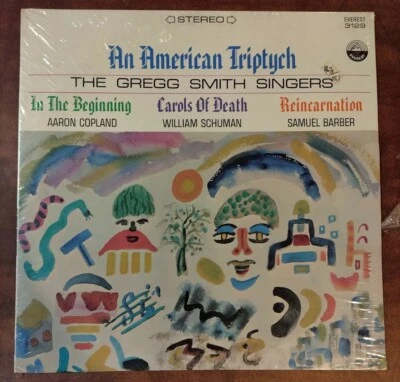 STEREO
EVEREST
3129
An American Triptych
THE GREGG SMITH SINGERS
In The Beginning Carols Of Death Reincarnation
AARON COPLAND WILLIAM SCHUMAN SAMUEL BARBER